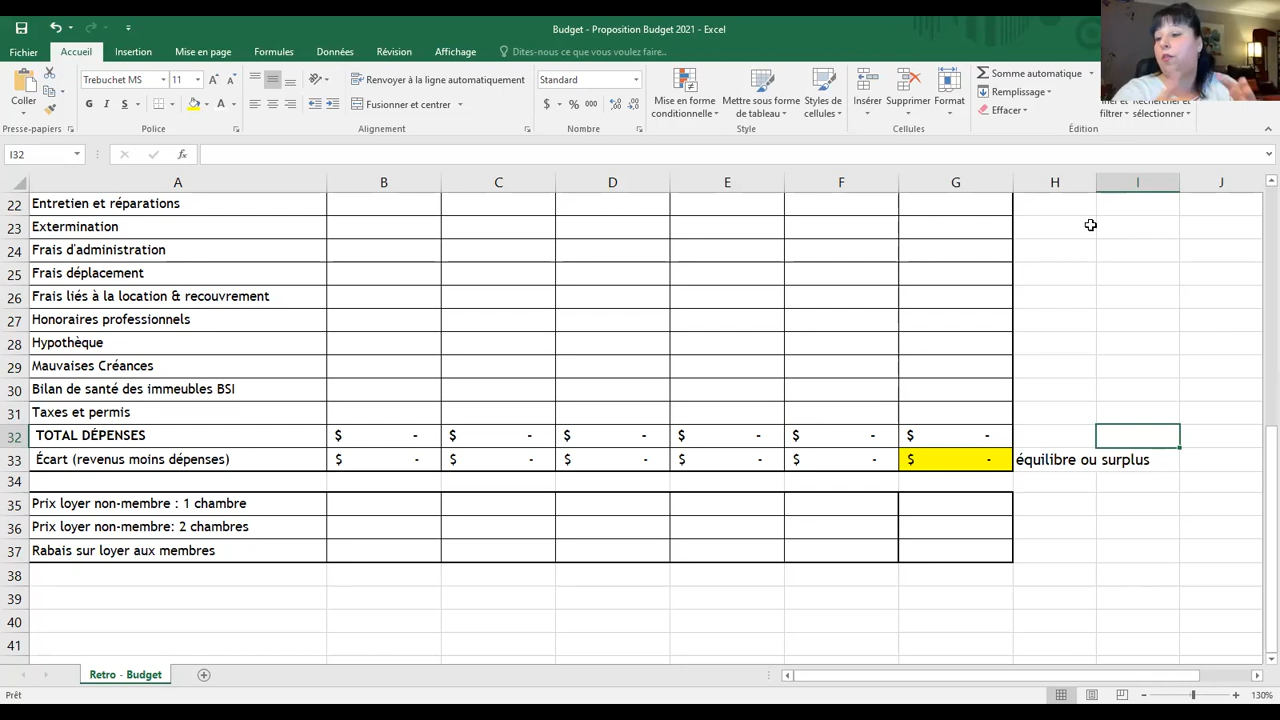 Budget - Proposition Budget 2021 - Excel
Fichier Accueil Insertion Mise en page Formules Données Révision Affichage Dites-nous ce que vous voulez faire..
Coller
Presse-papiers
Trebuchet MS 11
G I S
Police
Renvoyer à la ligne automatiquement
Fusionner et centrer
Alignement
Standard
$ % 000
Nombre
Mise en forme conditionnelle
Mettre sous forme de tableau
Styles de cellules
Style
Insérer Supprimer Format
Cellules
Somme automatique
Remplissage
Effacer
filtrer sélectionner
Édition
I32 fx
A B C D E F G H I J
22 Entretien et réparations
23 Extermination
24 Frais d'administration
25 Frais déplacement
26 Frais liés à la location & recouvrement
27 Honoraires professionnels
28 Hypothèque
29 Mauvaises Créances
30 Bilan de santé des immeubles BSI
31 Taxes et permis
32 TOTAL DÉPENSES $ - $ - $ - $ - $ - $ -
33 Écart (revenus moins dépenses) $ - $ - $ - $ - $ - $ - équilibre ou surplus
34
35 Prix loyer non-membre : 1 chambre
36 Prix loyer non-membre: 2 chambres
37 Rabais sur loyer aux membres
38
39
40
41
Retro - Budget
Prêt 130%